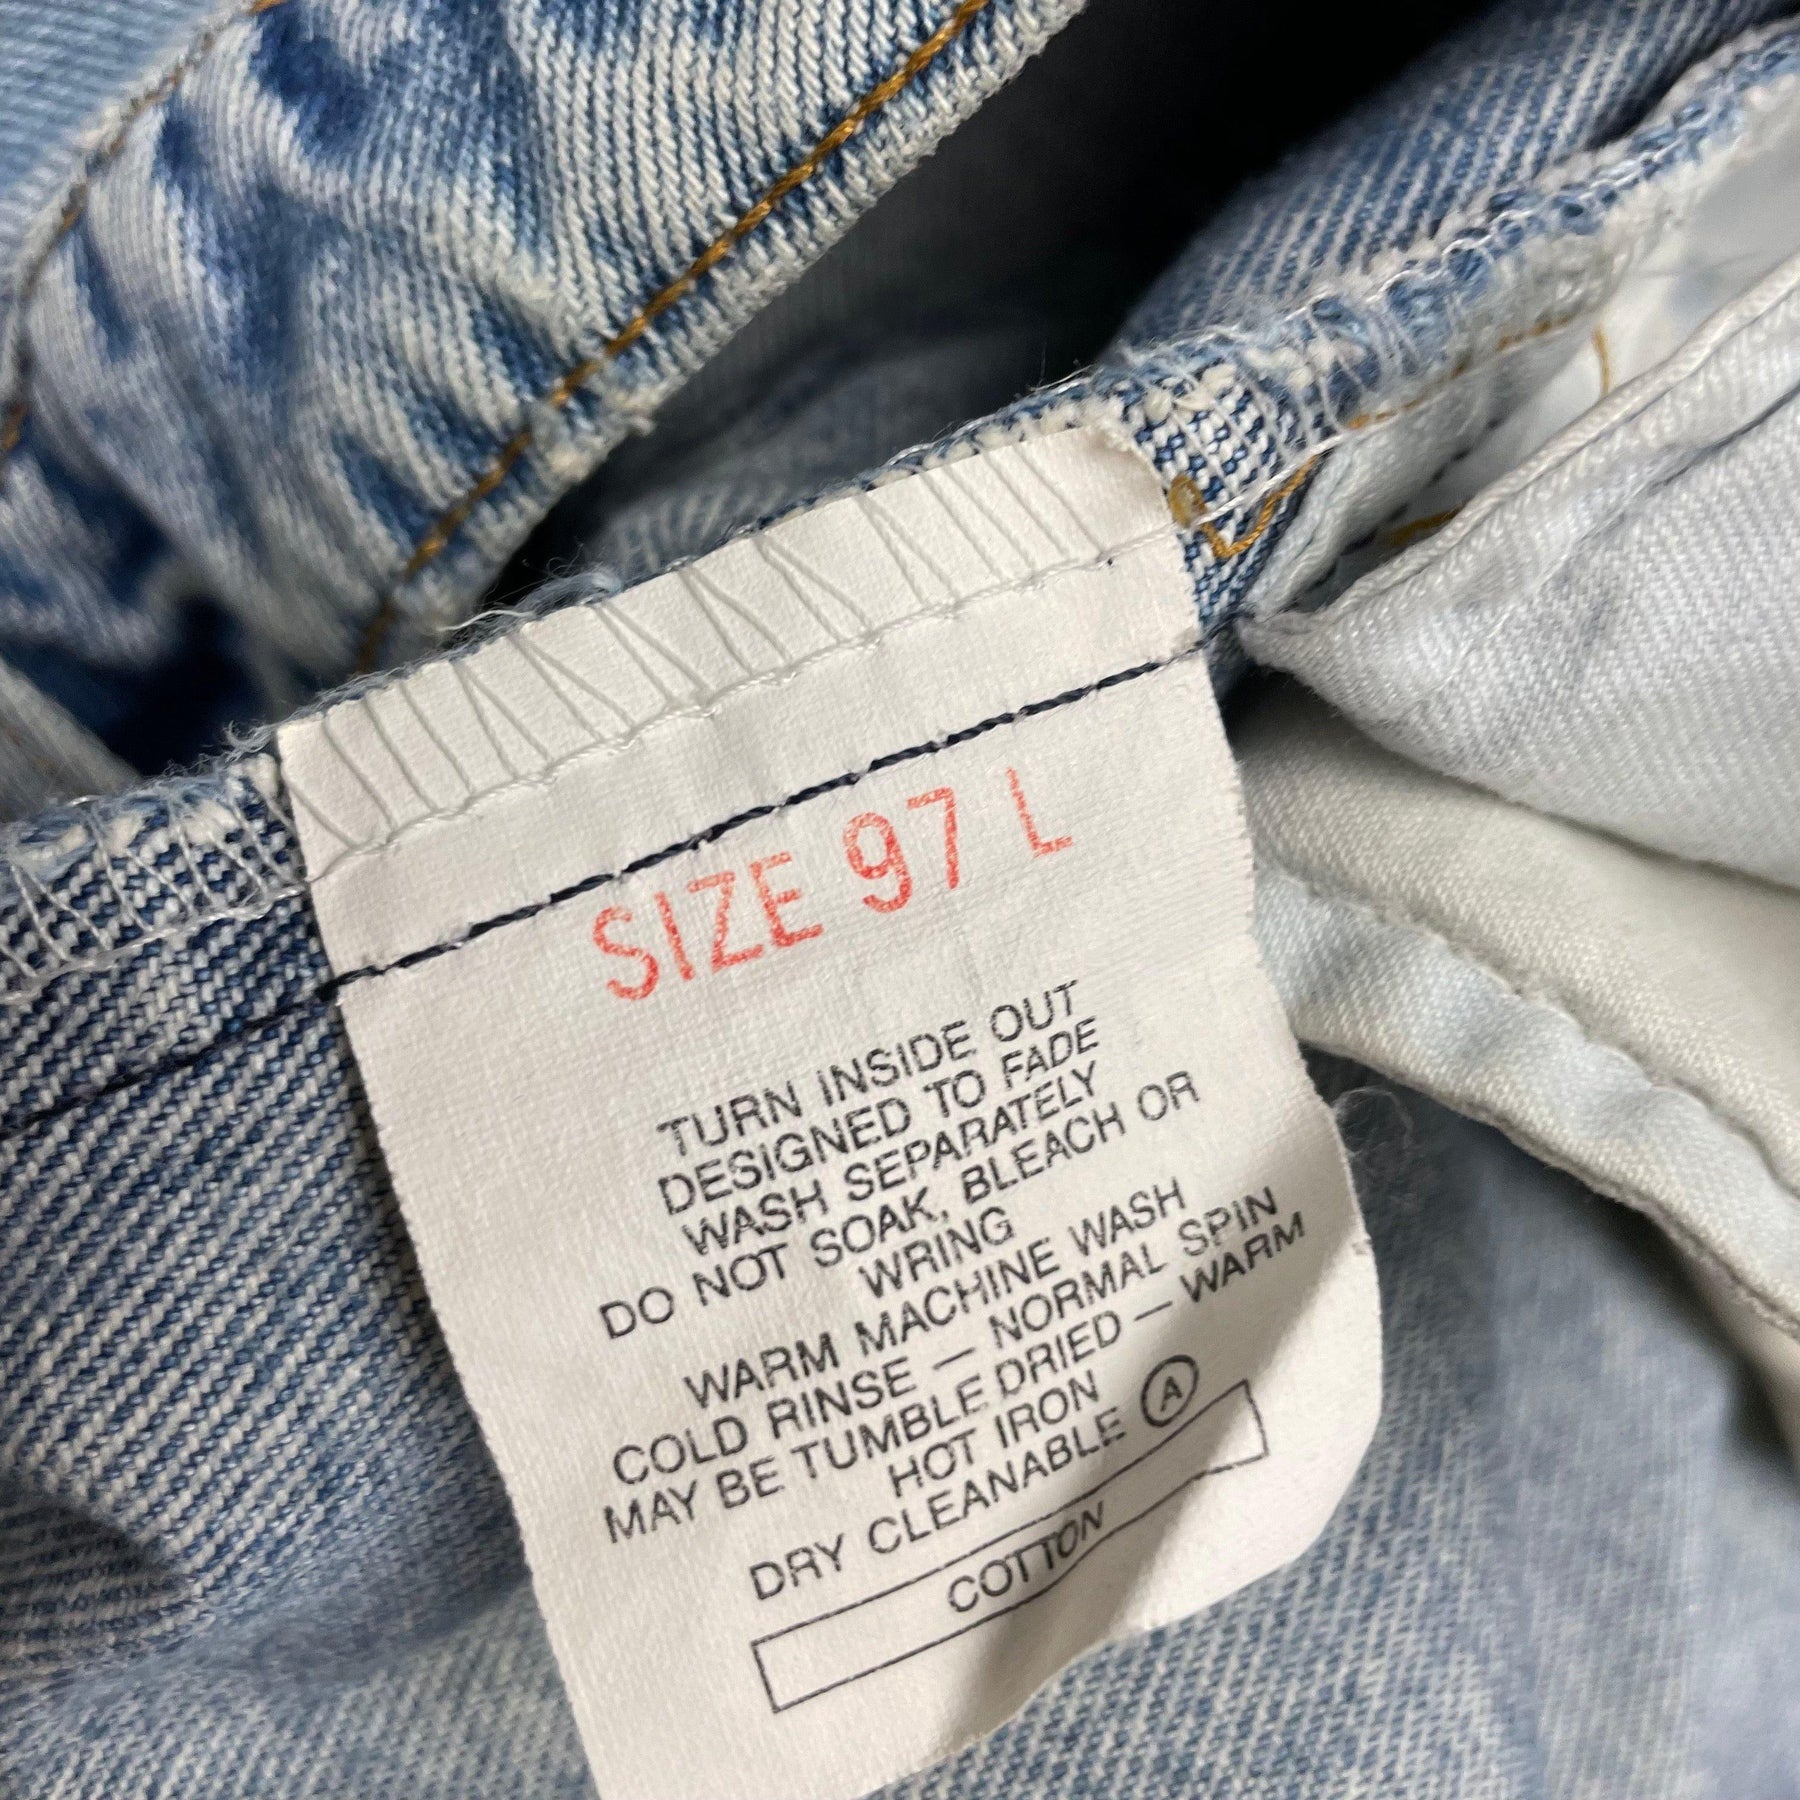 SIZE 97 L
TURN INSIDE OUT
DESIGNED TO FADE
WASH SEPARATELY
DO NOT SOAK, BLEACH OR
WRING
WARM MACHINE WASH
COLD RINSE — NORMAL SPIN
MAY BE TUMBLE DRIED — WARM
HOT IRON
DRY CLEANABLE Ⓐ
COTTON